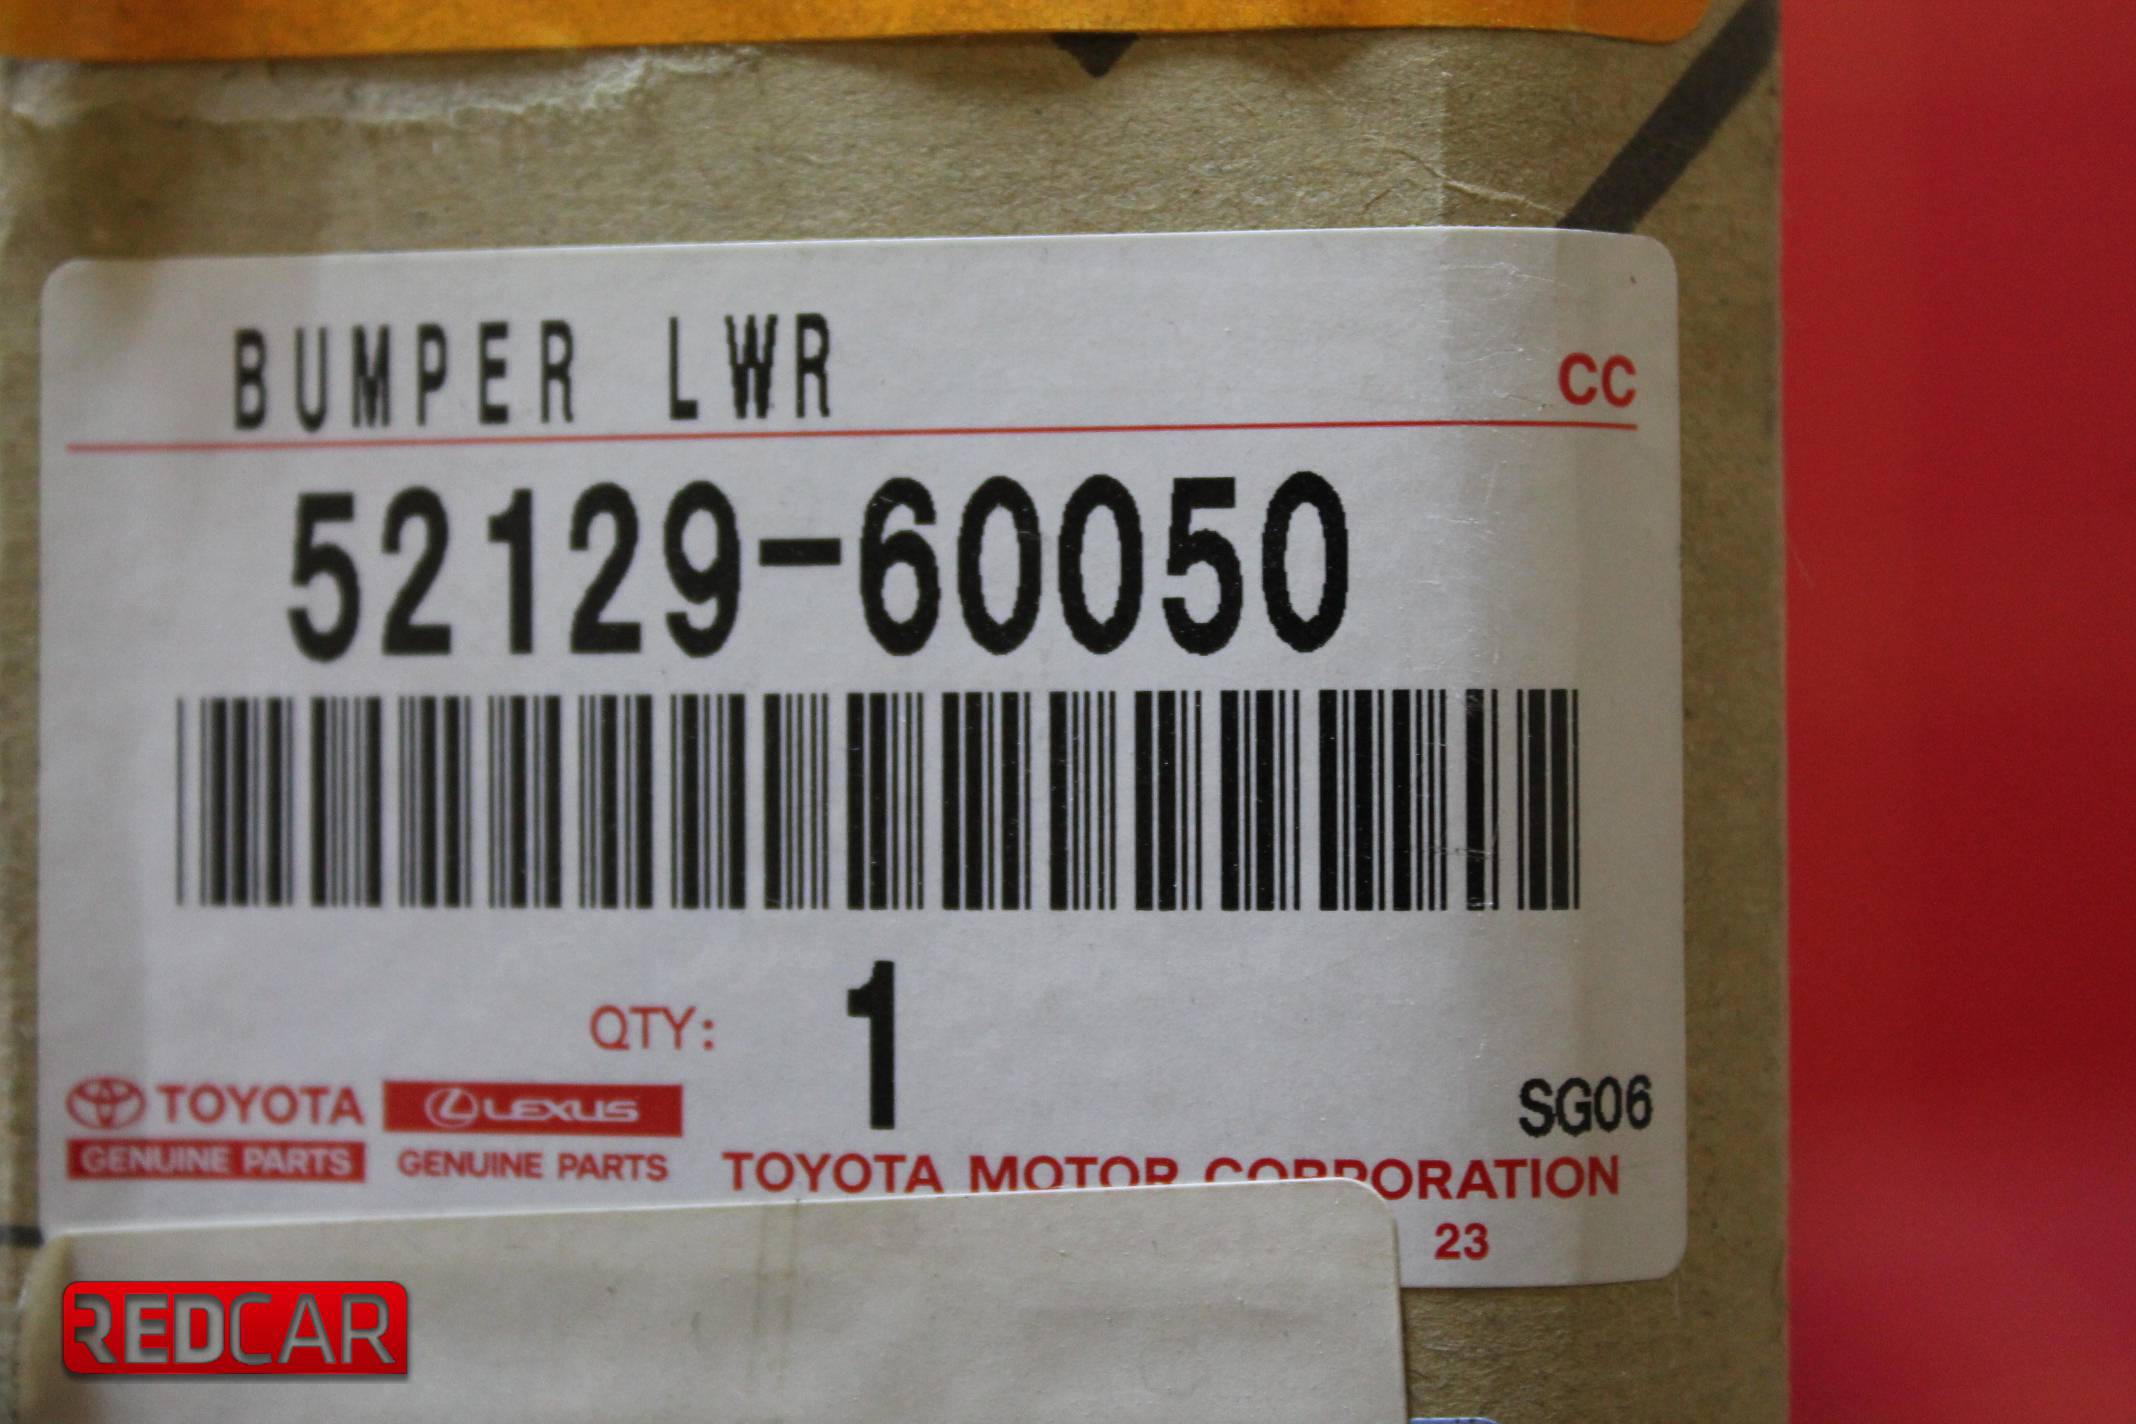 BUMPER LWR
CC
52129-60050
QTY: 1
SG06
TOYOTA
GENUINE PARTS
LEXUS
GENUINE PARTS
TOYOTA MOTOR CORPORATION
23
REDCAR